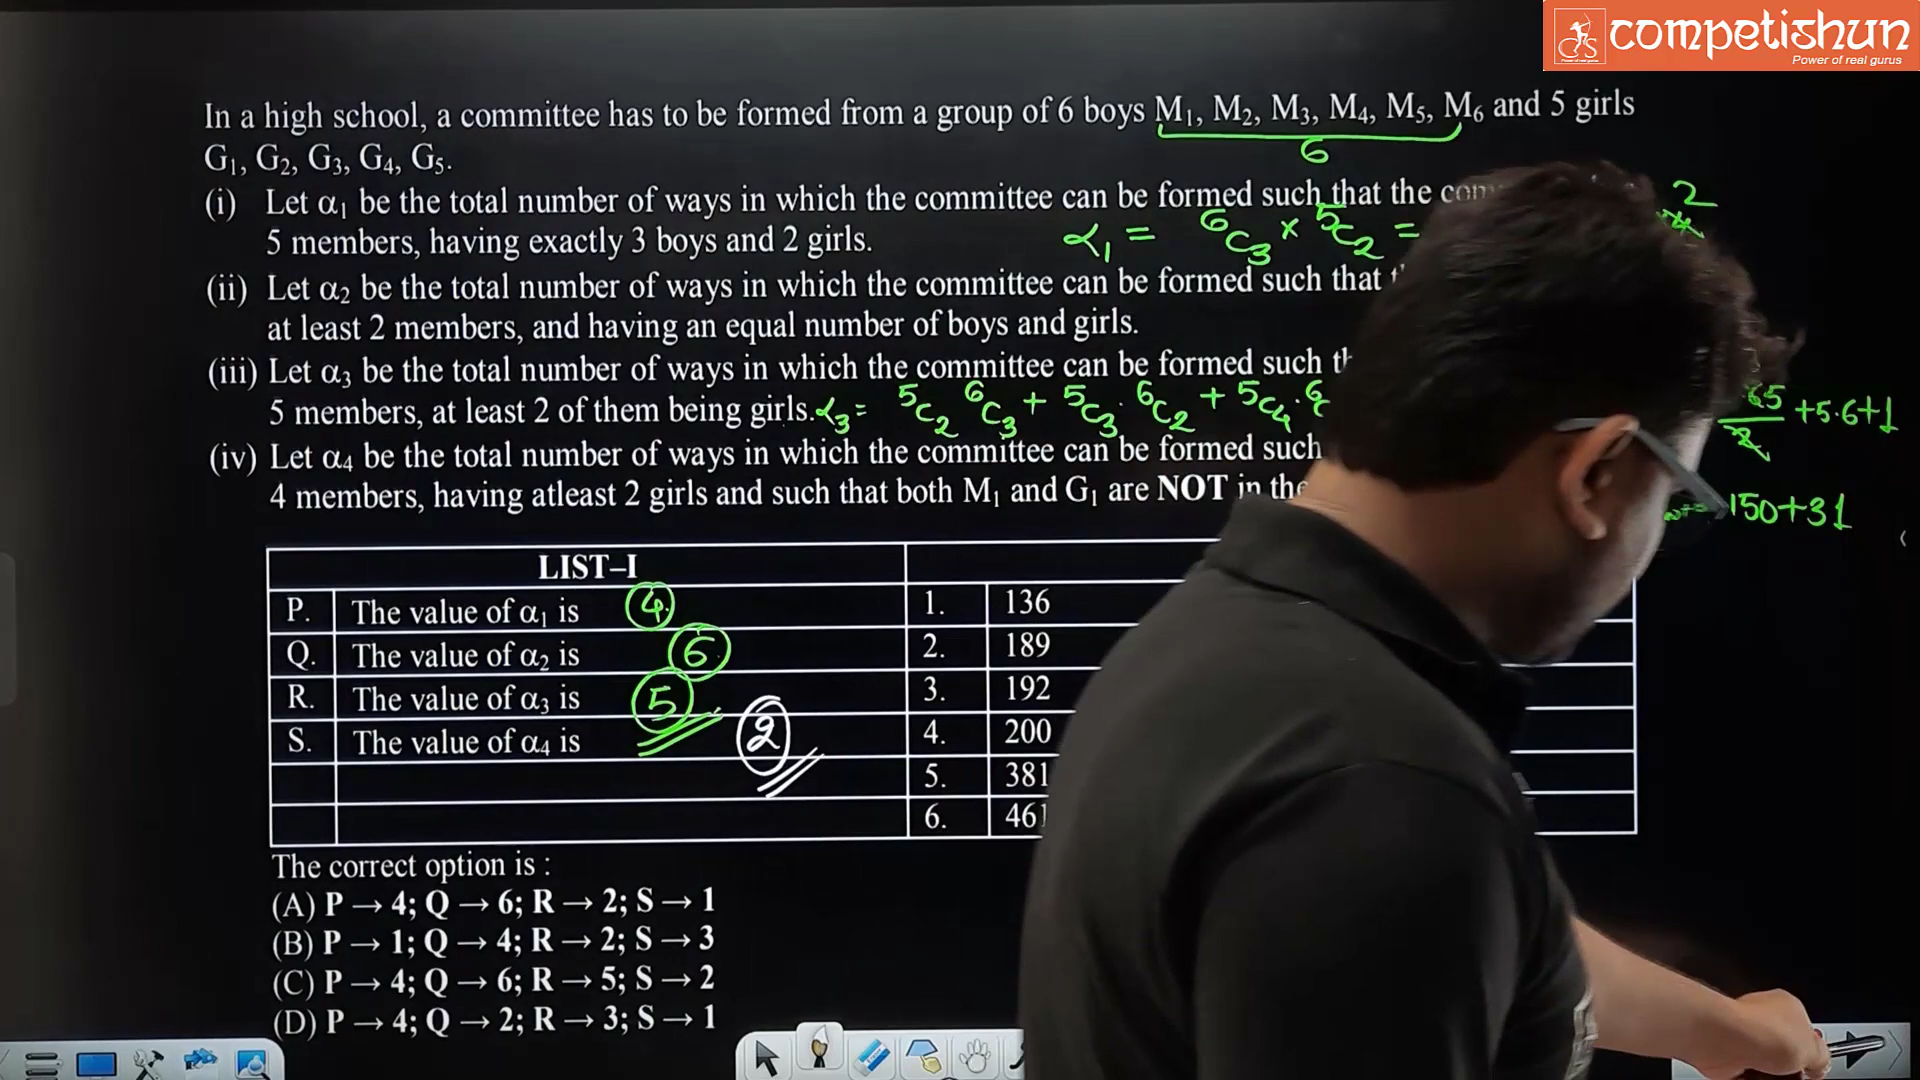 competishun
Power of real gurus
In a high school, a committee has to be formed from a group of 6 boys M₁, M₂, M₃, M₄, M₅, M₆ and 5 girls
G₁, G₂, G₃, G₄, G₅.
6
(i) Let α₁ be the total number of ways in which the committee can be formed such that the
2
5 members, having exactly 3 boys and 2 girls.
α₁ = ⁶C₃ × ⁵C₂ =
(ii) Let α₂ be the total number of ways in which the committee can be formed such that
at least 2 members, and having an equal number of boys and girls.
(iii) Let α₃ be the total number of ways in which the committee can be formed such
5 members, at least 2 of them being girls.
α₃ = ⁵C₂ ⁶C₃ + ⁵C₃ · ⁶C₂ + ⁵C₄ ·
+5·6+1
(iv) Let α₄ be the total number of ways in which the committee can be formed such
4 members, having atleast 2 girls and such that both M₁ and G₁ are NOT in the
150+31
LIST–I
P. The value of α₁ is ④ 1. 136
Q. The value of α₂ is ⑥ 2. 189
R. The value of α₃ is ⑤ 3. 192
S. The value of α₄ is ② 4. 200
5. 381
6. 461
The correct option is :
(A) P → 4; Q → 6; R → 2; S → 1
(B) P → 1; Q → 4; R → 2; S → 3
(C) P → 4; Q → 6; R → 5; S → 2
(D) P → 4; Q → 2; R → 3; S → 1